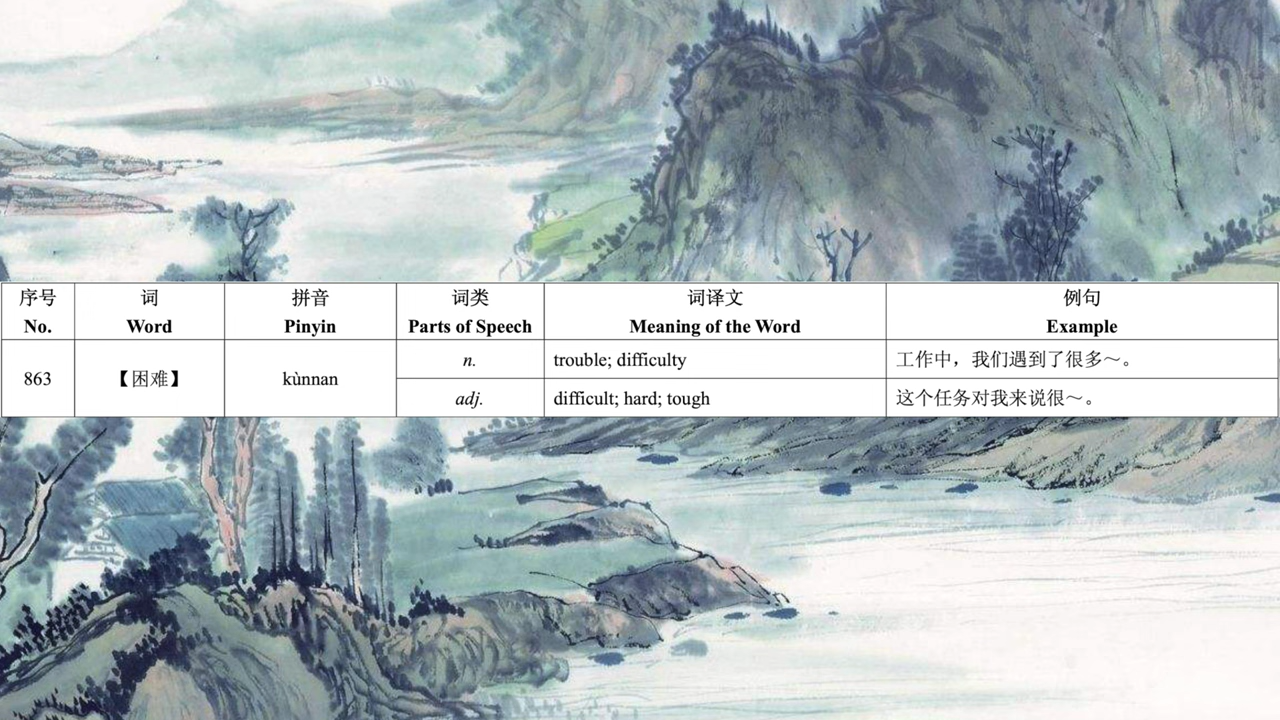 序号 词 拼音 词类 词译文 例句
No. Word Pinyin Parts of Speech Meaning of the Word Example
n. trouble; difficulty 工作中，我们遇到了很多～。
863 【困难】 kùnnan
adj. difficult; hard; tough 这个任务对我来说很～。